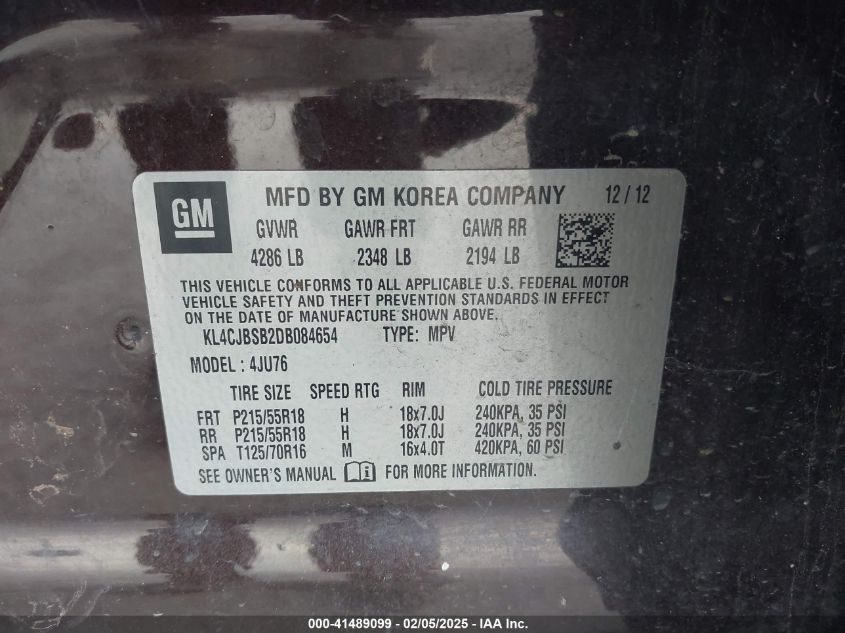 GM
MFD BY GM KOREA COMPANY 12/12
GVWR GAWR FRT GAWR RR
4286 LB 2348 LB 2194 LB
THIS VEHICLE CONFORMS TO ALL APPLICABLE U.S. FEDERAL MOTOR
VEHICLE SAFETY AND THEFT PREVENTION STANDARDS IN EFFECT
ON THE DATE OF MANUFACTURE SHOWN ABOVE.
KL4CJBSB2DB084654 TYPE: MPV
MODEL : 4JU76
TIRE SIZE SPEED RTG RIM COLD TIRE PRESSURE
FRT P215/55R18 H 18x7.0J 240KPA, 35 PSI
RR P215/55R18 H 18x7.0J 240KPA, 35 PSI
SPA T125/70R16 M 16x4.0T 420KPA, 60 PSI
SEE OWNER'S MANUAL FOR MORE INFORMATION.
000-41489099 - 02/05/2025 - IAA Inc.